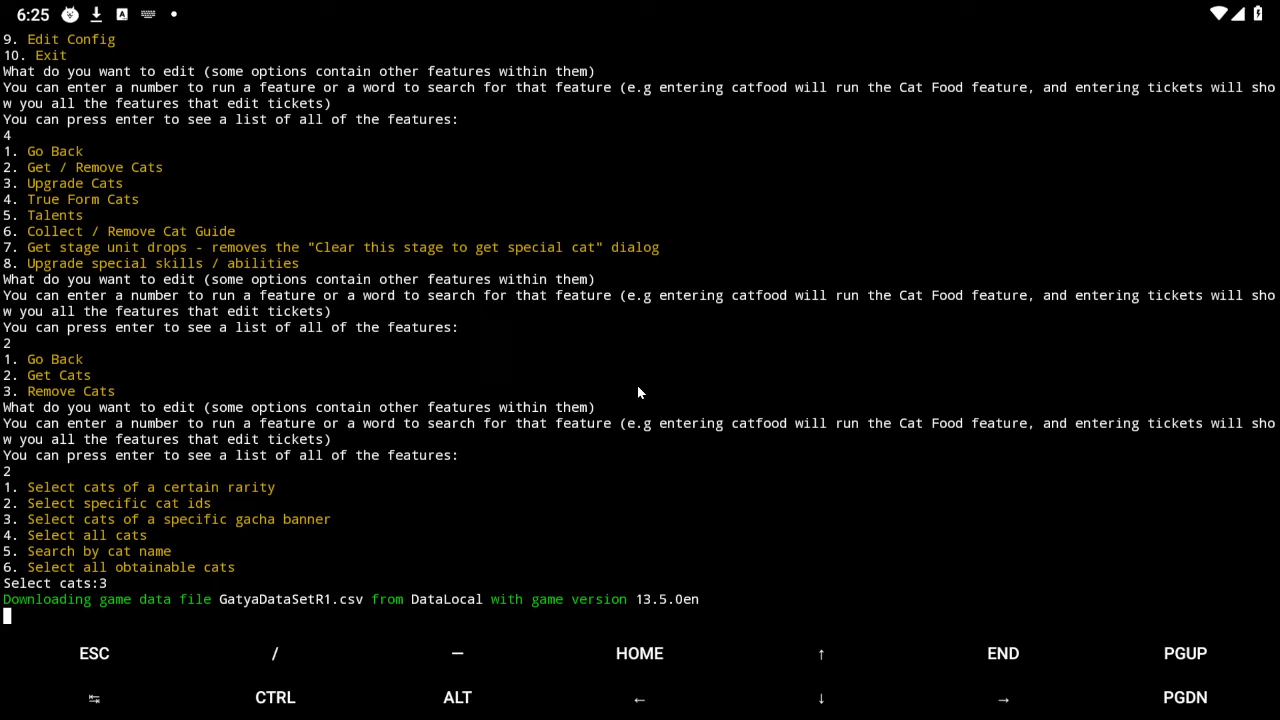 6:25
9. Edit Config
10. Exit
What do you want to edit (some options contain other features within them)
You can enter a number to run a feature or a word to search for that feature (e.g entering catfood will run the Cat Food feature, and entering tickets will sho
w you all the features that edit tickets)
You can press enter to see a list of all of the features:
4
1. Go Back
2. Get / Remove Cats
3. Upgrade Cats
4. True Form Cats
5. Talents
6. Collect / Remove Cat Guide
7. Get stage unit drops - removes the "Clear this stage to get special cat" dialog
8. Upgrade special skills / abilities
What do you want to edit (some options contain other features within them)
You can enter a number to run a feature or a word to search for that feature (e.g entering catfood will run the Cat Food feature, and entering tickets will sho
w you all the features that edit tickets)
You can press enter to see a list of all of the features:
2
1. Go Back
2. Get Cats
3. Remove Cats
What do you want to edit (some options contain other features within them)
You can enter a number to run a feature or a word to search for that feature (e.g entering catfood will run the Cat Food feature, and entering tickets will sho
w you all the features that edit tickets)
You can press enter to see a list of all of the features:
2
1. Select cats of a certain rarity
2. Select specific cat ids
3. Select cats of a specific gacha banner
4. Select all cats
5. Search by cat name
6. Select all obtainable cats
Select cats:3
Downloading game data file GatyaDataSetR1.csv from DataLocal with game version 13.5.0en
ESC / — HOME ↑ END PGUP
↹ CTRL ALT ← ↓ → PGDN